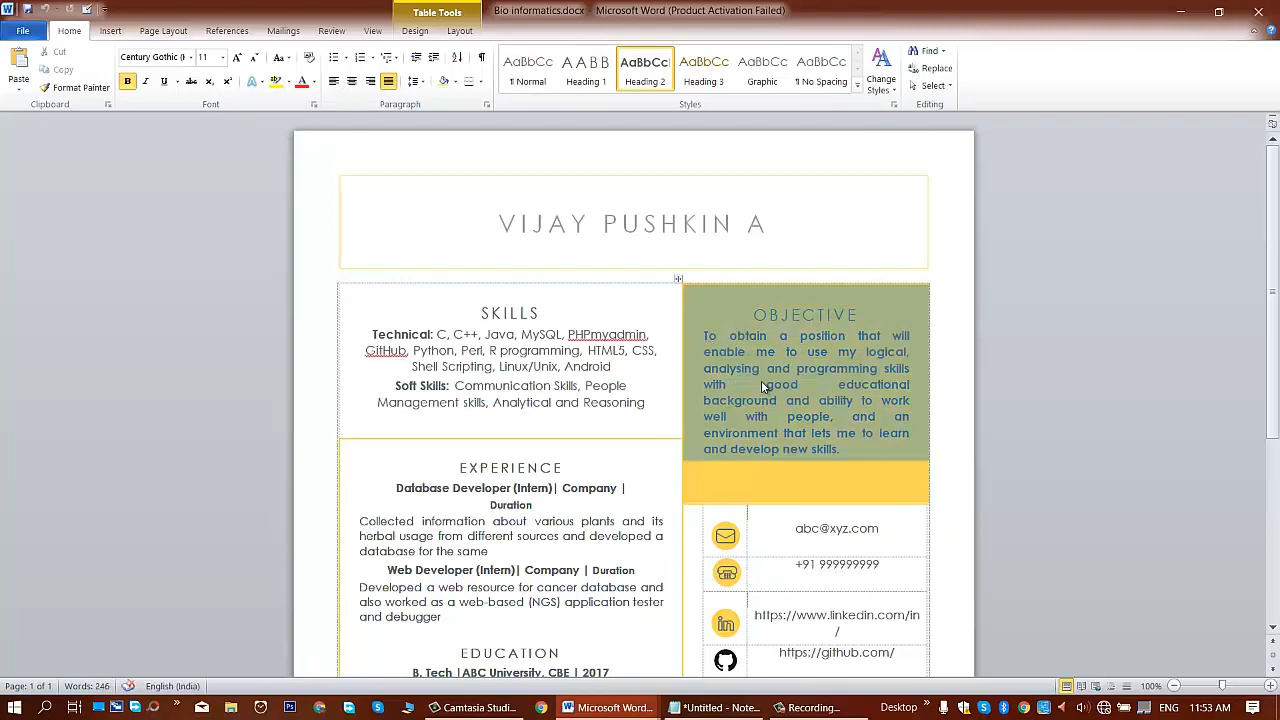 Table Tools
Bio informatics.docx - Microsoft Word (Product Activation Failed)
File
Home
Insert
Page Layout
References
Mailings
Review
View
Design
Layout
Paste
Cut
Copy
Format Painter
Clipboard
Century Gothic (
11
Font
Paragraph
AaBbCc
¶ Normal
AABB
Heading 1
AaBbCc
Heading 2
AaBbCc
Heading 3
AaBbCc
Graphic
AaBbCc
¶ No Spacing
Change
Styles
Styles
Find
Replace
Select
Editing
VIJAY PUSHKIN A
SKILLS
Technical: C, C++, Java, MySQL, PHPmyadmin,
GitHub, Python, Perl, R programming, HTML5, CSS,
Shell Scripting, Linux/Unix, Android
Soft Skills: Communication Skills, People
Management skills, Analytical and Reasoning
OBJECTIVE
To obtain a position that will
enable me to use my logical,
analysing and programming skills
with good educational
background and ability to work
well with people, and an
environment that lets me to learn
and develop new skills.
EXPERIENCE
Database Developer (Intern)| Company |
Duration
Collected information about various plants and its
herbal usage from different sources and developed a
database for the same
Web Developer (Intern)| Company | Duration
Developed a web resource for cancer database and
also worked as a web-based (NGS) application tester
and debugger
EDUCATION
B. Tech |ABC University, CBE | 2017
abc@xyz.com
+91 999999999
https://www.linkedin.com/in
/
https://github.com/
Page: 1 of 1
Words: 246
English (India)
100%
Camtasia Studi...
Microsoft Word...
*Untitled - Note...
Recording...
Desktop
11:53 AM